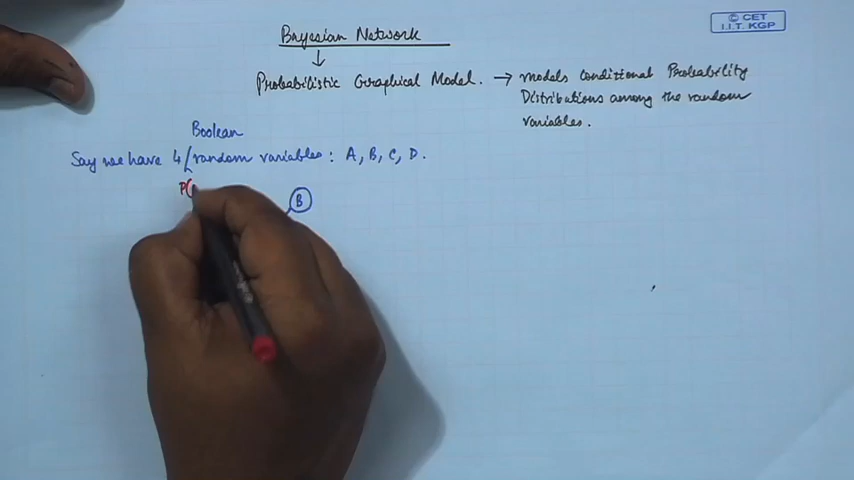 Bayesian Network
© CET
I.I.T. KGP
Probabilistic Graphical Model. → models Conditional Probability
Distributions among the random
variables.
Boolean
Say we have 4 random variables : A, B, C, D.
P(
B